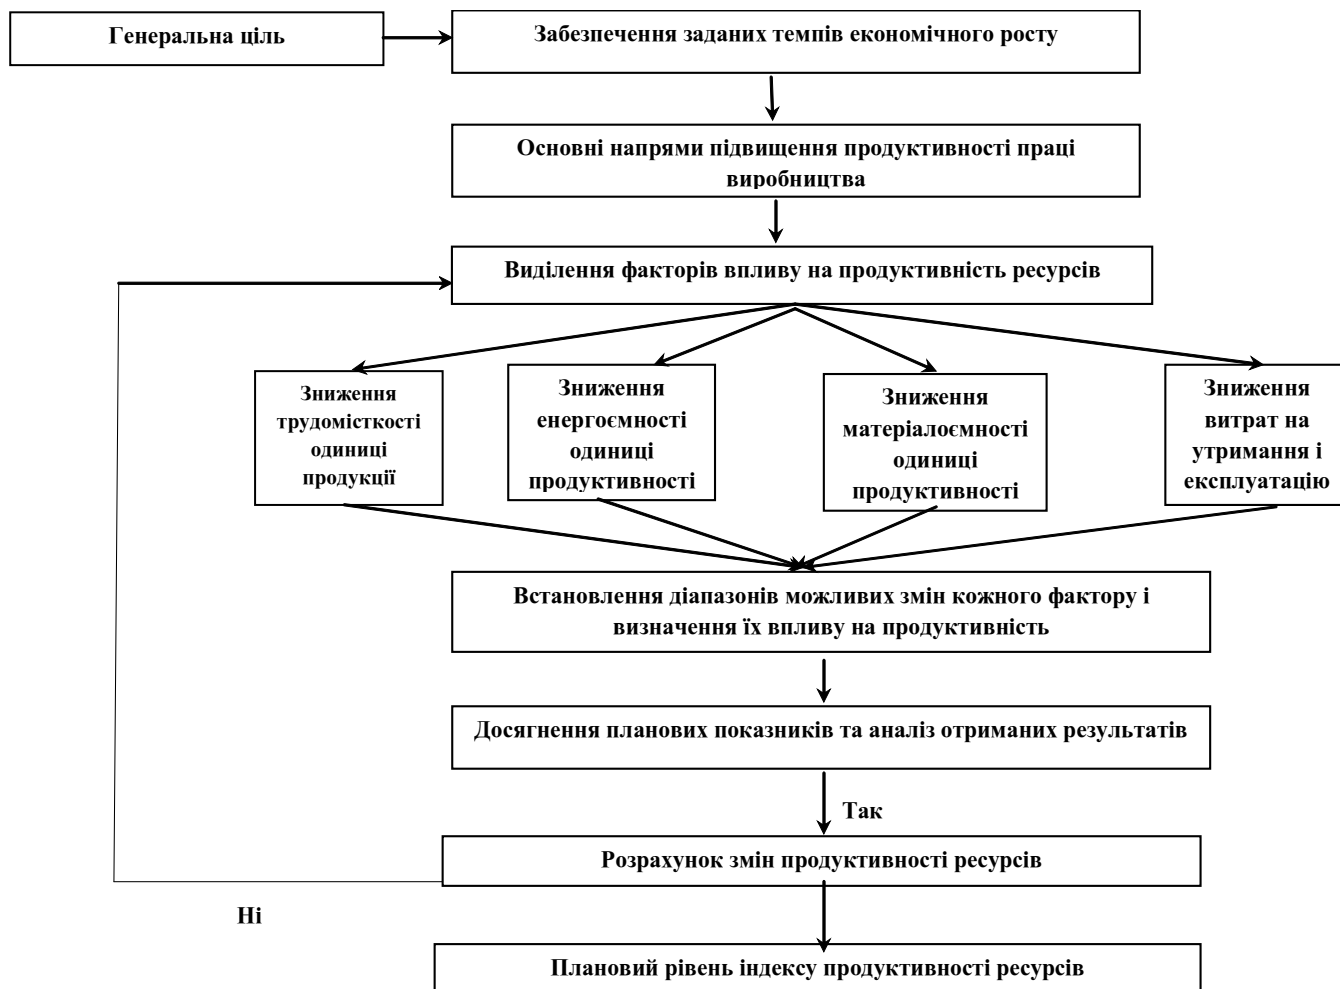 Генеральна ціль
Забезпечення заданих темпів економічного росту
Основні напрями підвищення продуктивності праці
виробництва
Виділення факторів впливу на продуктивність ресурсів
Зниження
трудомісткості
одиниці
продукції
Зниження
енергоємності
одиниці
продуктивності
Зниження
матеріалоємності
одиниці
продуктивності
Зниження
витрат на
утримання і
експлуатацію
Встановлення діапазонів можливих змін кожного фактору і
визначення їх впливу на продуктивність
Досягнення планових показників та аналіз отриманих результатів
Так
Розрахунок змін продуктивності ресурсів
Ні
Плановий рівень індексу продуктивності ресурсів